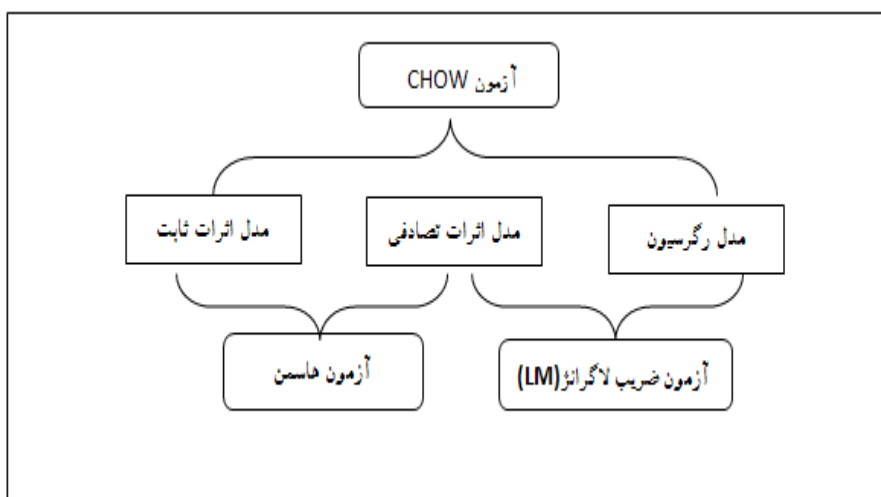 آزمون CHOW
مدل رگرسیون
مدل اثرات تصادفی
مدل اثرات ثابت
آزمون ضریب لاگرانژ(LM)
آزمون هاسمن